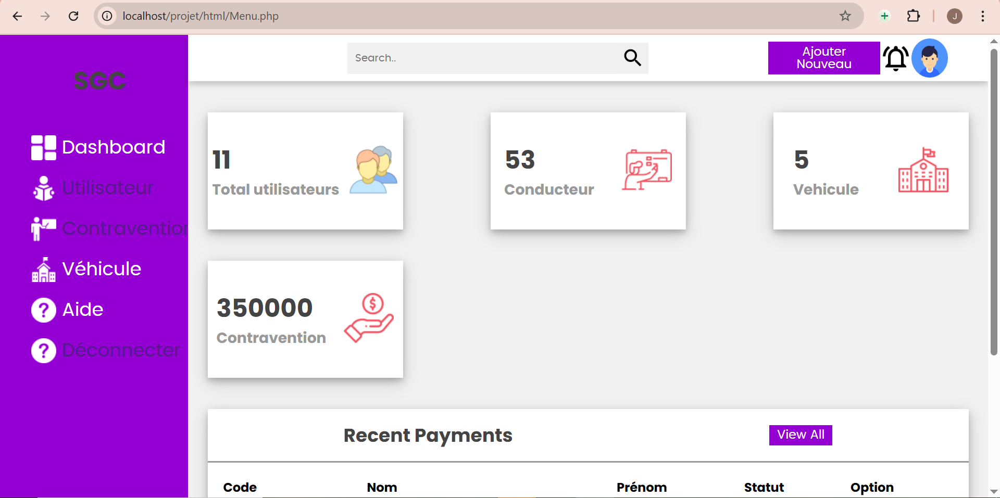 localhost/projet/html/Menu.php
J
SGC
Search..
Ajouter
Nouveau
Dashboard
Utilisateur
Contravention
Véhicule
Aide
Déconnecter
11
Total utilisateurs
53
Conducteur
5
Vehicule
350000
Contravention
Recent Payments
View All
Code Nom Prénom Statut Option